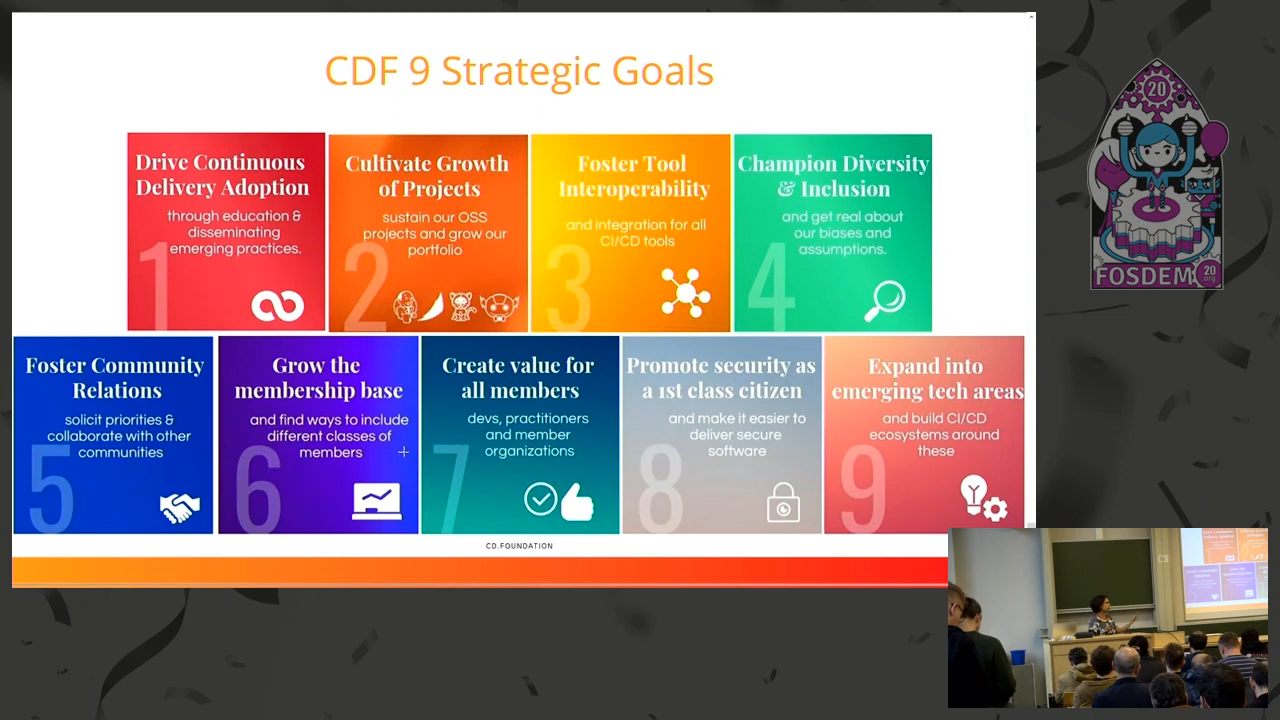 CDF 9 Strategic Goals
Drive Continuous
Delivery Adoption
through education &
disseminating
emerging practices.
1
Cultivate Growth
of Projects
sustain our OSS
projects and grow our
portfolio
2
Foster Tool
Interoperability
and integration for all
CI/CD tools
3
Champion Diversity
& Inclusion
and get real about
our biases and
assumptions.
4
Foster Community
Relations
solicit priorities &
collaborate with other
communities
5
Grow the
membership base
and find ways to include
different classes of
members
6
Create value for
all members
devs, practitioners
and member
organizations
7
Promote security as
a 1st class citizen
and make it easier to
deliver secure
software
8
Expand into
emerging tech areas
and build CI/CD
ecosystems around
these
9
CD.FOUNDATION
20
FOSDEM
20
.org